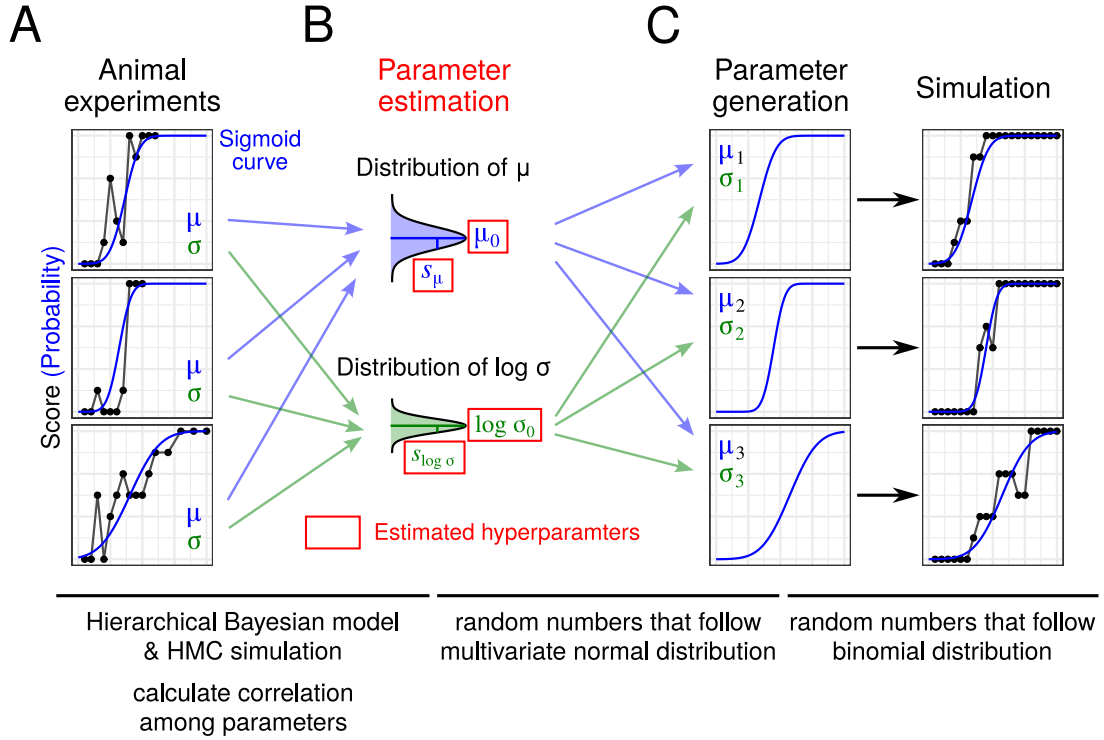 A
B
C
Animal
experiments
Parameter
estimation
Parameter
generation
Simulation
Score (Probability)
Sigmoid
curve
μ
σ
μ
σ
μ
σ
Distribution of μ
μ0
sμ
Distribution of log σ
log σ0
slog σ
Estimated hyperparamters
μ1
σ1
μ2
σ2
μ3
σ3
Hierarchical Bayesian model
& HMC simulation
calculate correlation
among parameters
random numbers that follow
multivariate normal distribution
random numbers that follow
binomial distribution